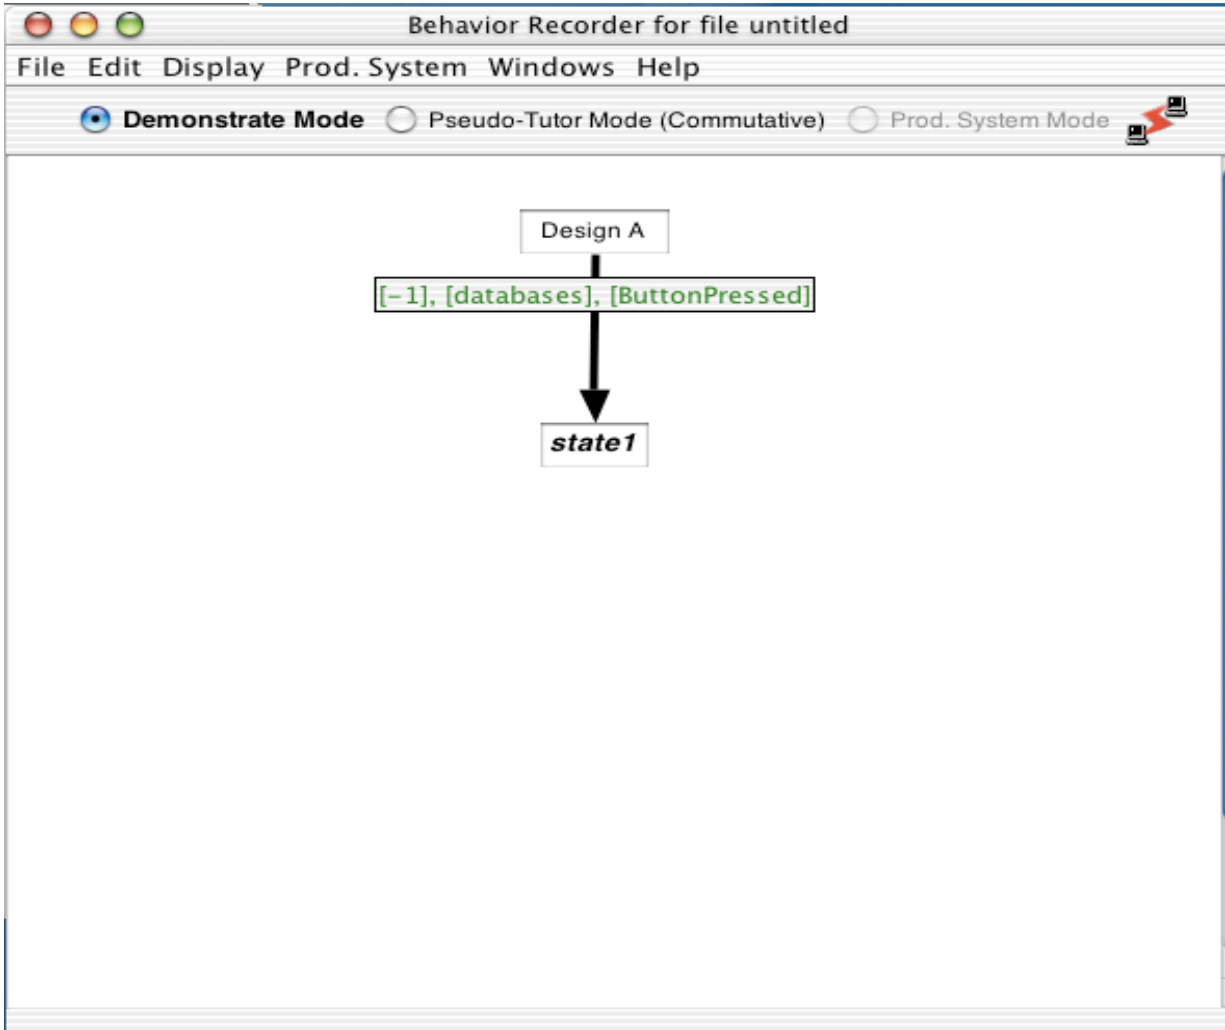 Behavior Recorder for file untitled
File Edit Display Prod. System Windows Help
Demonstrate Mode Pseudo-Tutor Mode (Commutative) Prod. System Mode
Design A
[-1], [databases], [ButtonPressed]
state1